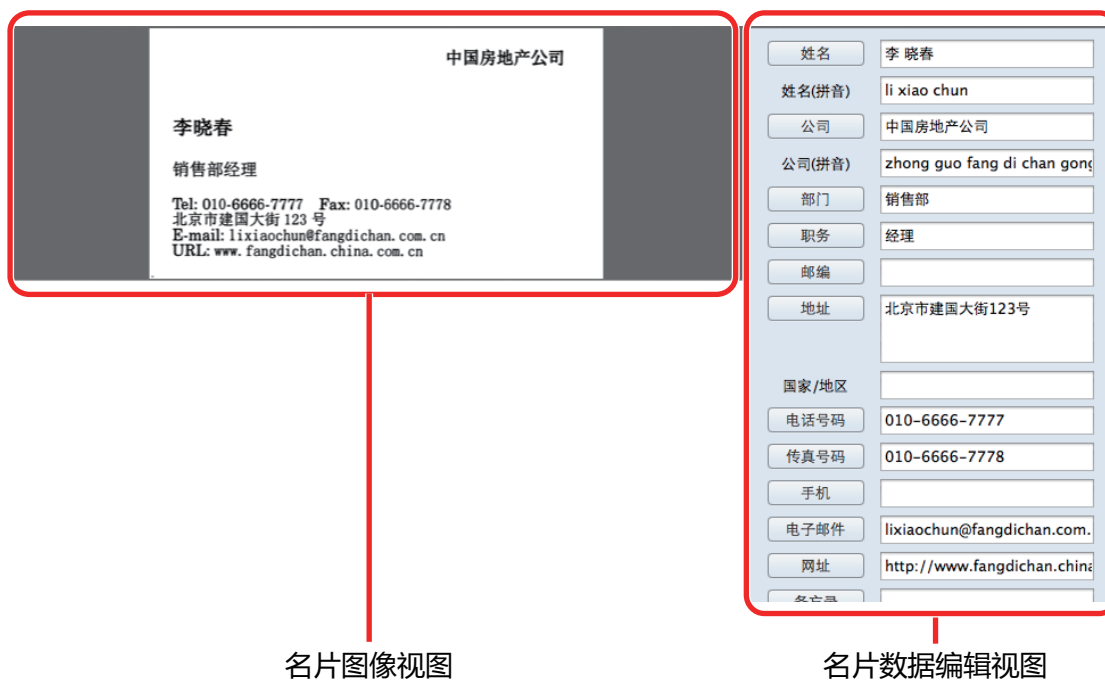 中国房地产公司
李晓春
销售部经理
Tel: 010-6666-7777 Fax: 010-6666-7778
北京市建国大街 123 号
E-mail: lixiaochun@fangdichan.com.cn
URL: www.fangdichan.china.com.cn
姓名 李 晓春
姓名(拼音) li xiao chun
公司 中国房地产公司
公司(拼音) zhong guo fang di chan gong
部门 销售部
职务 经理
邮编
地址 北京市建国大街123号
国家/地区
电话号码 010-6666-7777
传真号码 010-6666-7778
手机
电子邮件 lixiaochun@fangdichan.com.
网址 http://www.fangdichan.china
备忘录
名片图像视图
名片数据编辑视图